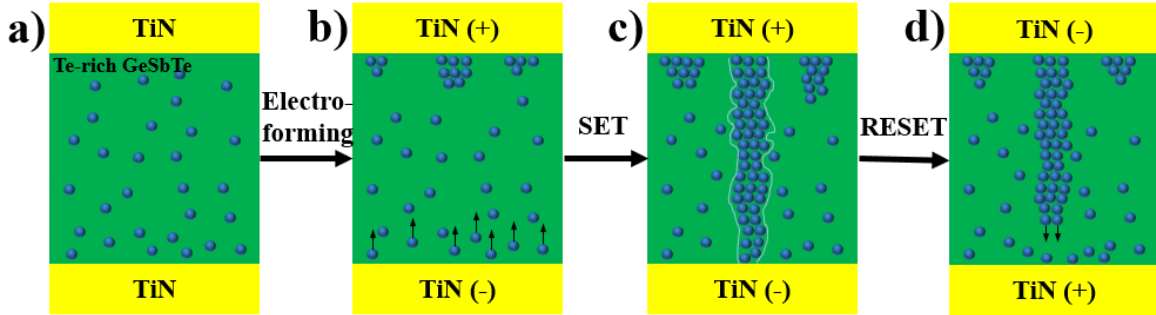 a)
TiN
Te-rich GeSbTe
TiN
Electro-
forming
b)
TiN (+)
TiN (-)
SET
c)
TiN (+)
TiN (-)
RESET
d)
TiN (-)
TiN (+)